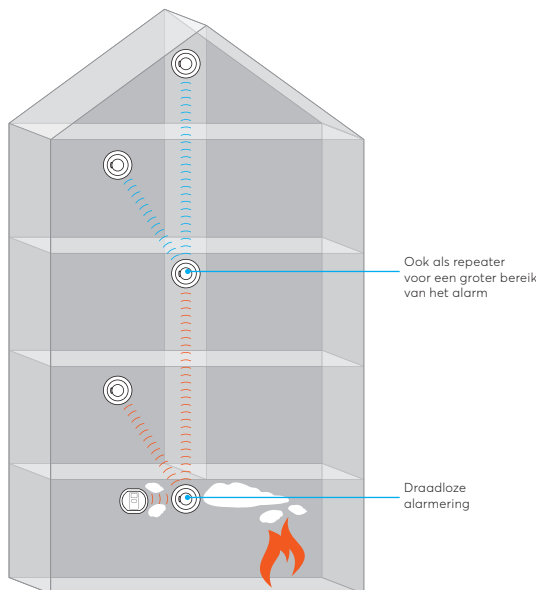 Ook als repeater
voor een groter bereik
van het alarm
Draadloze
alarmering